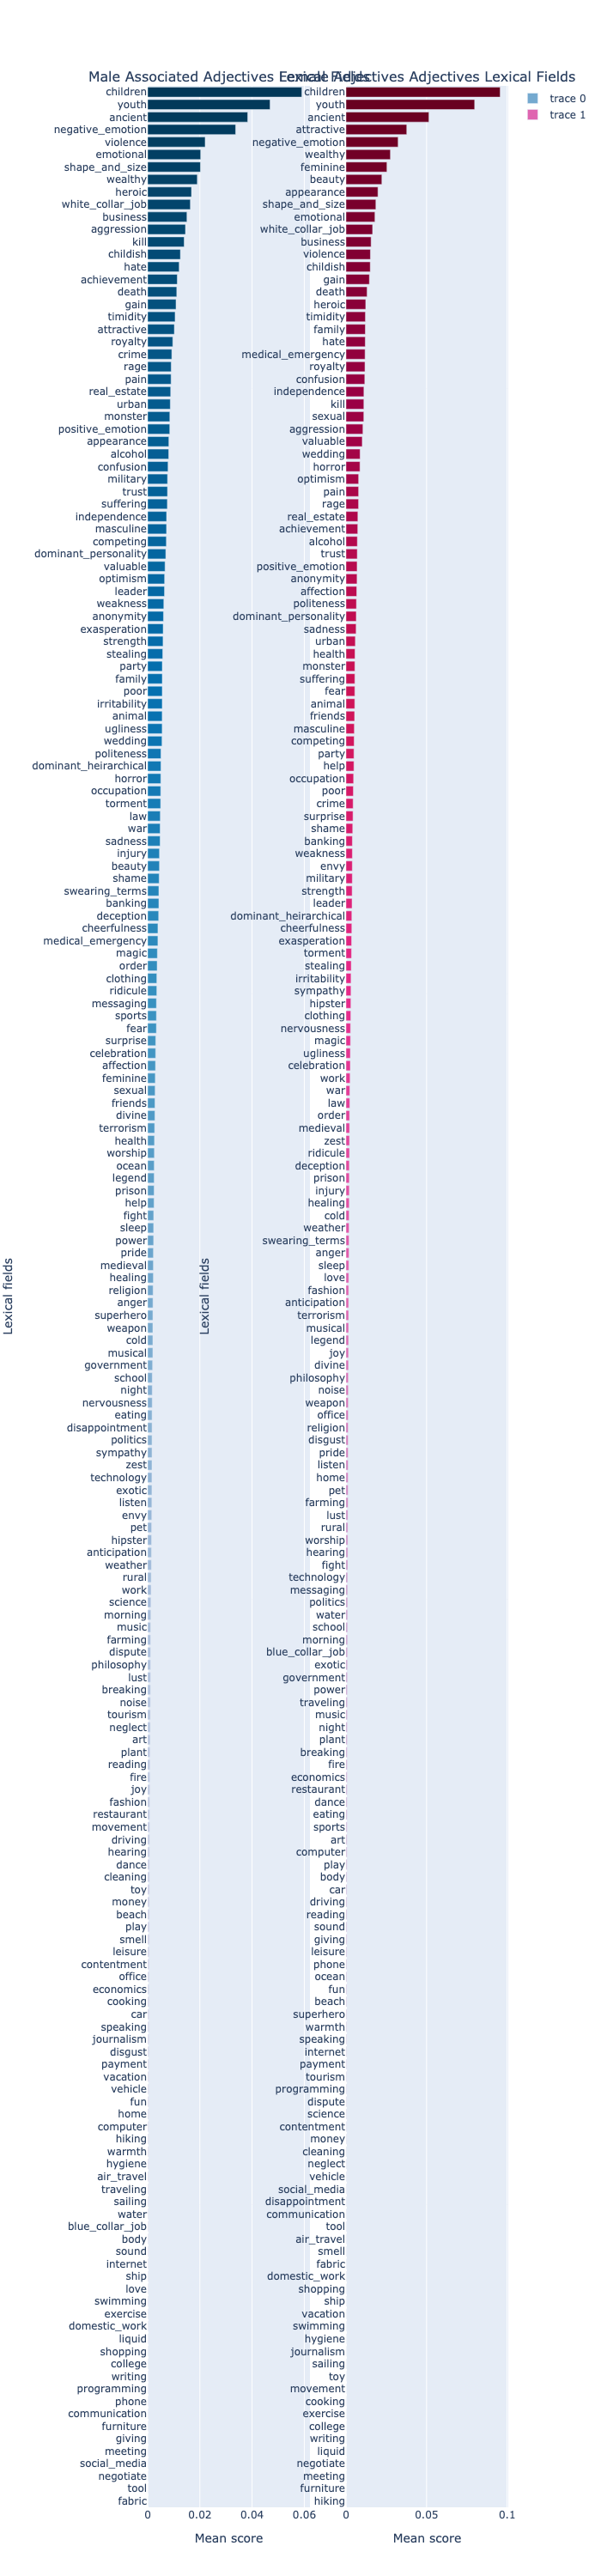 Male Associated Adjectives Lexical Fields
Female Adjectives Adjectives Lexical Fields
trace 0
trace 1
Lexical fields
children
youth
ancient
negative_emotion
violence
emotional
shape_and_size
wealthy
heroic
white_collar_job
business
aggression
kill
childish
hate
achievement
death
gain
timidity
attractive
royalty
crime
rage
pain
real_estate
urban
monster
positive_emotion
appearance
alcohol
confusion
military
trust
suffering
independence
masculine
competing
dominant_personality
valuable
optimism
leader
weakness
anonymity
exasperation
strength
stealing
party
family
poor
irritability
animal
ugliness
wedding
politeness
dominant_heirarchical
horror
occupation
torment
law
war
sadness
injury
beauty
shame
swearing_terms
banking
deception
cheerfulness
medical_emergency
magic
order
clothing
ridicule
messaging
sports
fear
surprise
celebration
affection
feminine
sexual
friends
divine
terrorism
health
worship
ocean
legend
prison
help
fight
sleep
power
pride
medieval
healing
religion
anger
superhero
weapon
cold
musical
government
school
night
nervousness
eating
disappointment
politics
sympathy
zest
technology
exotic
listen
envy
pet
hipster
anticipation
weather
rural
work
science
morning
music
farming
dispute
philosophy
lust
breaking
noise
tourism
neglect
art
plant
reading
fire
joy
fashion
restaurant
movement
driving
hearing
dance
cleaning
toy
money
beach
play
smell
leisure
contentment
office
economics
cooking
car
speaking
journalism
disgust
payment
vacation
vehicle
fun
home
computer
hiking
warmth
hygiene
air_travel
traveling
sailing
water
blue_collar_job
body
sound
internet
ship
love
swimming
exercise
domestic_work
liquid
shopping
college
writing
programming
phone
communication
furniture
giving
meeting
social_media
negotiate
tool
fabric
0 0.02 0.04 0.06
Mean score
Lexical fields
children
youth
ancient
attractive
negative_emotion
wealthy
feminine
beauty
appearance
shape_and_size
emotional
white_collar_job
business
violence
childish
gain
death
heroic
timidity
family
hate
medical_emergency
royalty
confusion
independence
kill
sexual
aggression
valuable
wedding
horror
optimism
pain
rage
real_estate
achievement
alcohol
trust
positive_emotion
anonymity
affection
politeness
dominant_personality
sadness
urban
health
monster
suffering
fear
animal
friends
masculine
competing
party
help
occupation
poor
crime
surprise
shame
banking
weakness
envy
military
strength
leader
dominant_heirarchical
cheerfulness
exasperation
torment
stealing
irritability
sympathy
hipster
clothing
nervousness
magic
ugliness
celebration
work
war
law
order
medieval
zest
ridicule
deception
prison
injury
healing
cold
weather
swearing_terms
anger
sleep
love
fashion
anticipation
terrorism
musical
legend
joy
divine
philosophy
noise
weapon
office
religion
disgust
pride
listen
home
pet
farming
lust
rural
worship
hearing
fight
technology
messaging
politics
water
school
morning
blue_collar_job
exotic
government
power
traveling
music
night
plant
breaking
fire
economics
restaurant
dance
eating
sports
art
computer
play
body
car
driving
reading
sound
giving
leisure
phone
ocean
fun
beach
superhero
warmth
speaking
internet
payment
tourism
programming
dispute
science
contentment
money
cleaning
neglect
vehicle
social_media
disappointment
communication
tool
air_travel
smell
fabric
domestic_work
shopping
ship
vacation
swimming
hygiene
journalism
sailing
toy
movement
cooking
exercise
college
writing
liquid
negotiate
meeting
furniture
hiking
0 0.05 0.1
Mean score